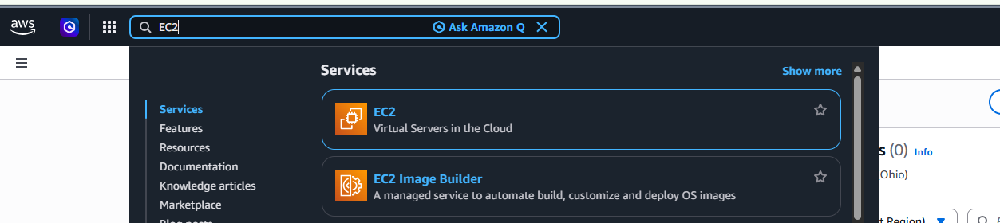 aws
EC2
Ask Amazon Q
Services
Show more
Services
Features
Resources
Documentation
Knowledge articles
Marketplace
EC2
Virtual Servers in the Cloud
EC2 Image Builder
A managed service to automate build, customize and deploy OS images
(0) Info
Ohio)
Region)